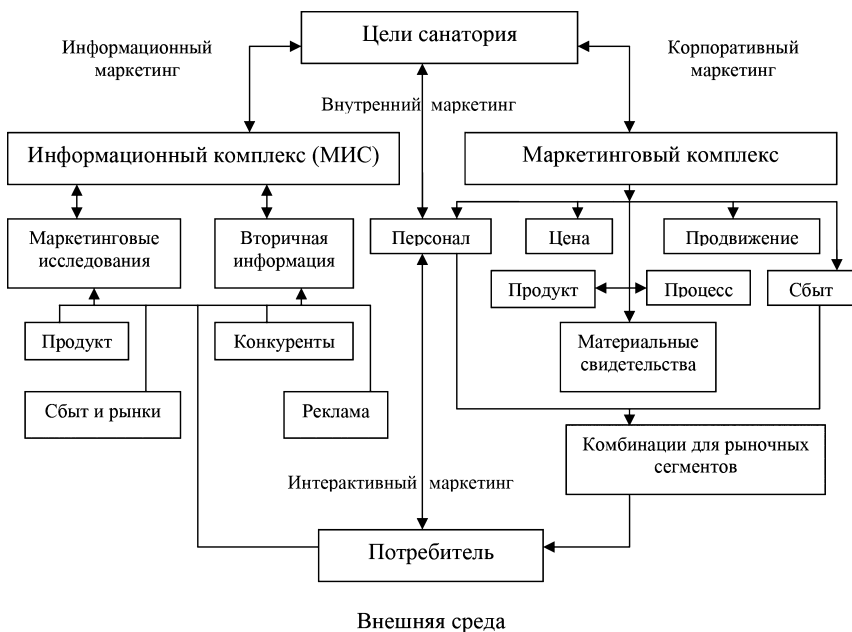 Цели санатория
Информационный
маркетинг
Корпоративный
маркетинг
Внутренний маркетинг
Информационный комплекс (МИС)
Маркетинговый комплекс
Маркетинговые
исследования
Вторичная
информация
Персонал
Цена
Продвижение
Продукт
Процесс
Сбыт
Продукт
Конкуренты
Материальные
свидетельства
Сбыт и рынки
Реклама
Комбинации для рыночных
сегментов
Интерактивный маркетинг
Потребитель
Внешняя среда